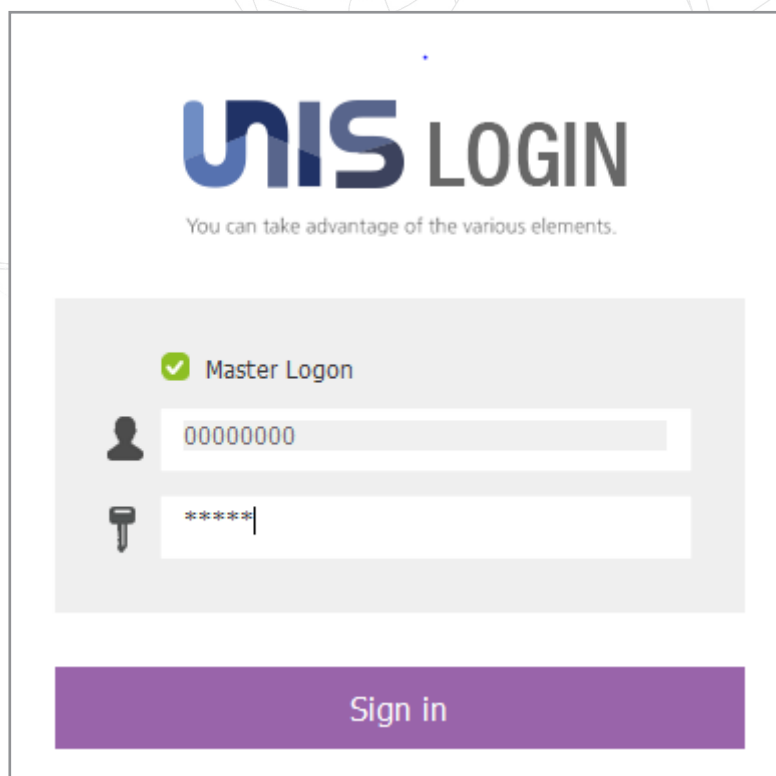 UNIS LOGIN
You can take advantage of the various elements.
Master Logon
00000000
*****
Sign in